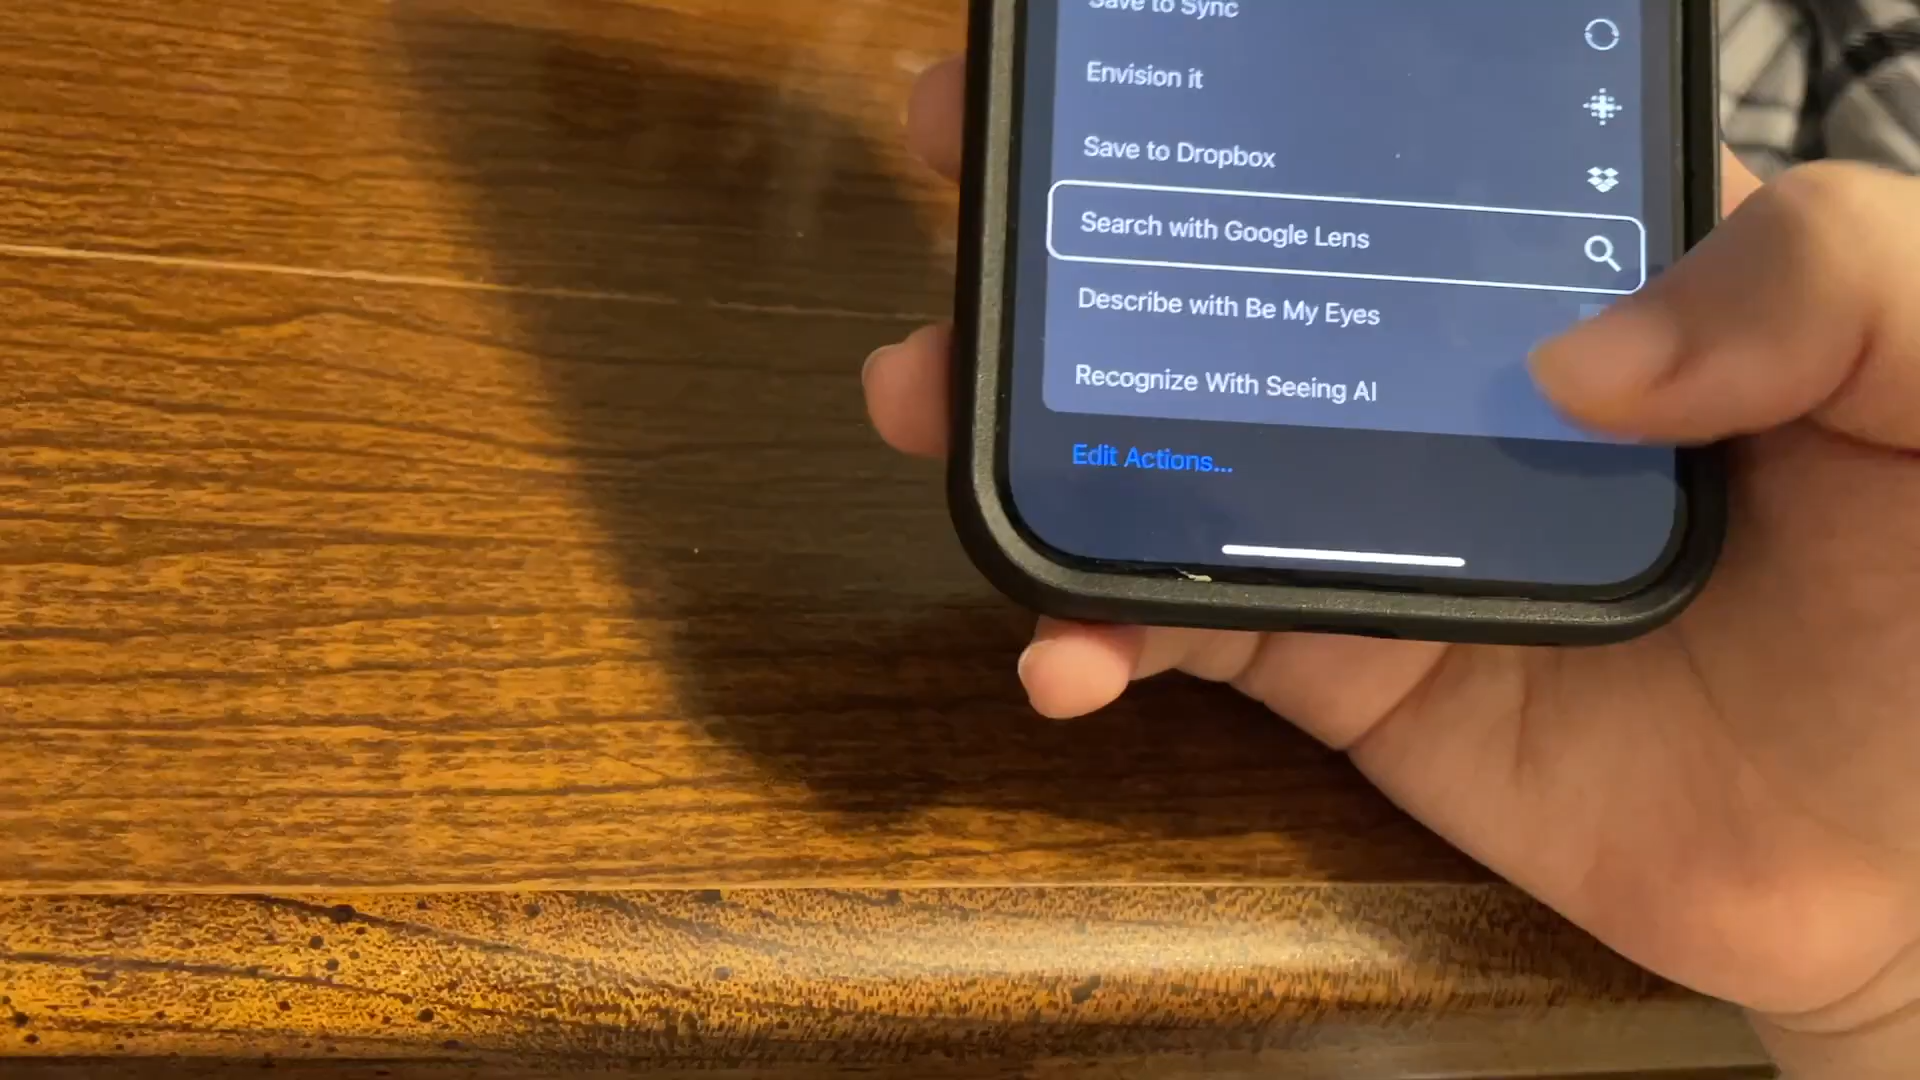 Save to Sync
Envision it
Save to Dropbox
Search with Google Lens
Describe with Be My Eyes
Recognize With Seeing AI
Edit Actions...